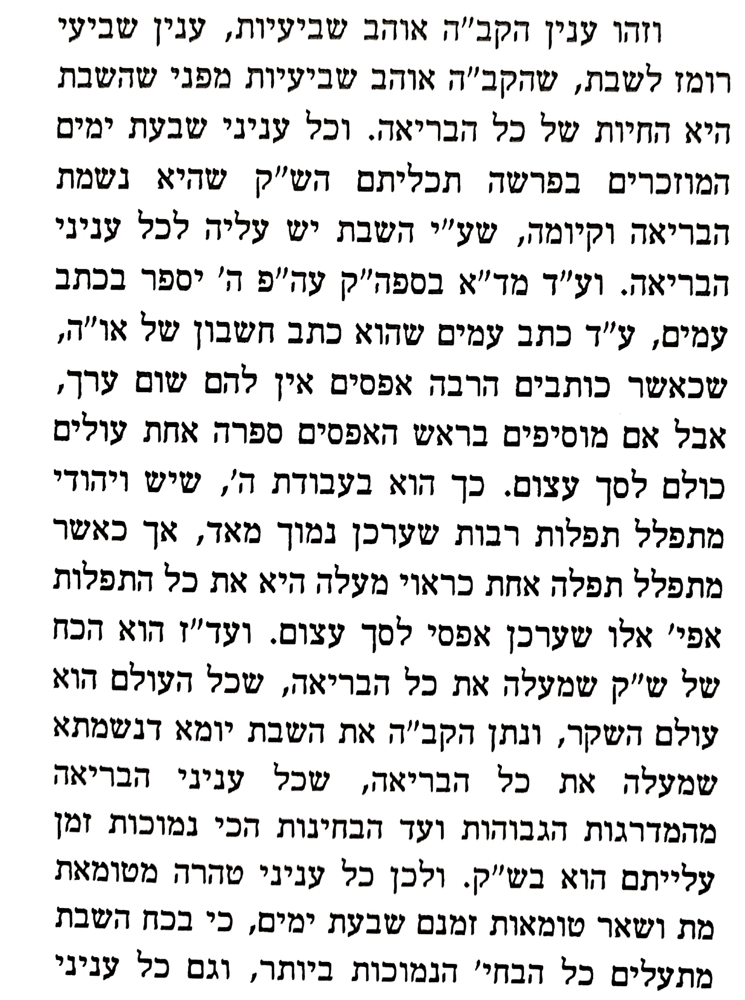 וזהו ענין הקב״ה אוהב שביעיות, ענין שביעי
רומז לשבת, שהקב״ה אוהב שביעיות מפני שהשבת
היא החיות של כל הבריאה. וכל עניני שבעת ימים
המוזכרים בפרשה תכליתם הש״ק שהיא נשמת
הבריאה וקיומה, שע״י השבת יש עליה לכל עניני
הבריאה. וע״ד מד״א בספה״ק עה״פ ה׳ יספר בכתב
עמים, ע״ד כתב עמים שהוא כתב חשבון של או״ה,
שכאשר כותבים הרבה אפסים אין להם שום ערך,
אבל אם מוסיפים בראש האפסים ספרה אחת עולים
כולם לסך עצום. כך הוא בעבודת ה׳, שיש ויהודי
מתפלל תפלות רבות שערכן נמוך מאד, אך כאשר
מתפלל תפלה אחת כראוי מעלה היא את כל התפלות
אפי׳ אלו שערכן אפסי לסך עצום. ועד״ז הוא הכח
של ש״ק שמעלה את כל הבריאה, שכל העולם הוא
עולם השקר, ונתן הקב״ה את השבת יומא דנשמתא
שמעלה את כל הבריאה, שכל עניני הבריאה
מהמדרגות הגבוהות ועד הבחינות הכי נמוכות זמן
עלייתם הוא בש״ק. ולכן כל עניני טהרה מטומאת
מת ושאר טומאות זמנם שבעת ימים, כי בכח השבת
מתעלים כל הבחי׳ הנמוכות ביותר, וגם כל עניני